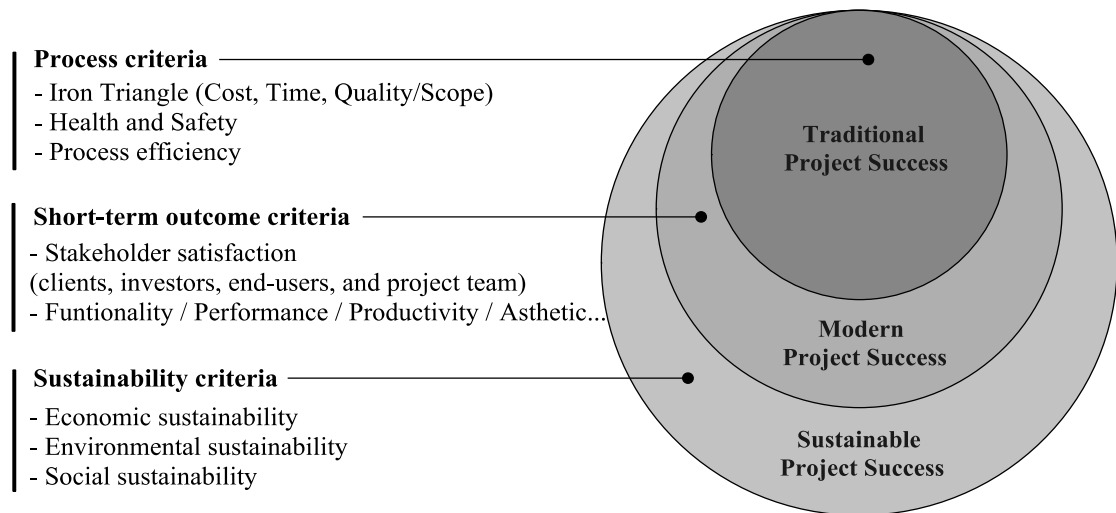 Process criteria
- Iron Triangle (Cost, Time, Quality/Scope)
- Health and Safety
- Process efficiency
Short-term outcome criteria
- Stakeholder satisfaction
(clients, investors, end-users, and project team)
- Funtionality / Performance / Productivity / Asthetic...
Sustainability criteria
- Economic sustainability
- Environmental sustainability
- Social sustainability
Traditional
Project Success
Modern
Project Success
Sustainable
Project Success